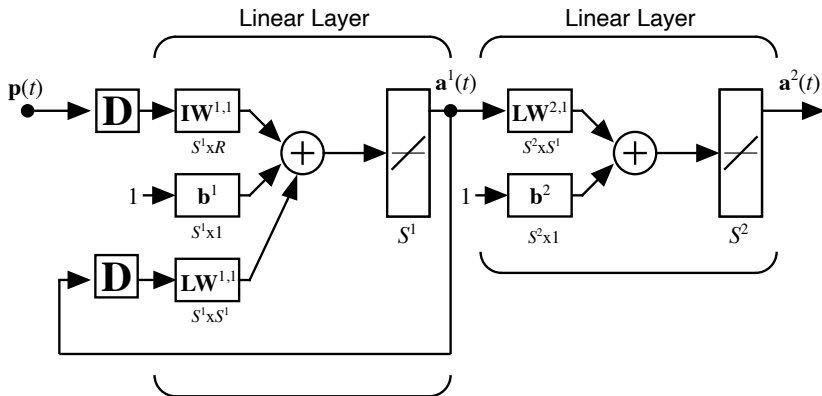 Linear Layer
Linear Layer
p(t)
D
IW¹,¹
S¹xR
a¹(t)
LW²,¹
S²xS¹
a²(t)
1
b¹
S¹x1
S¹
1
b²
S²x1
S²
D
LW¹,¹
S¹xS¹